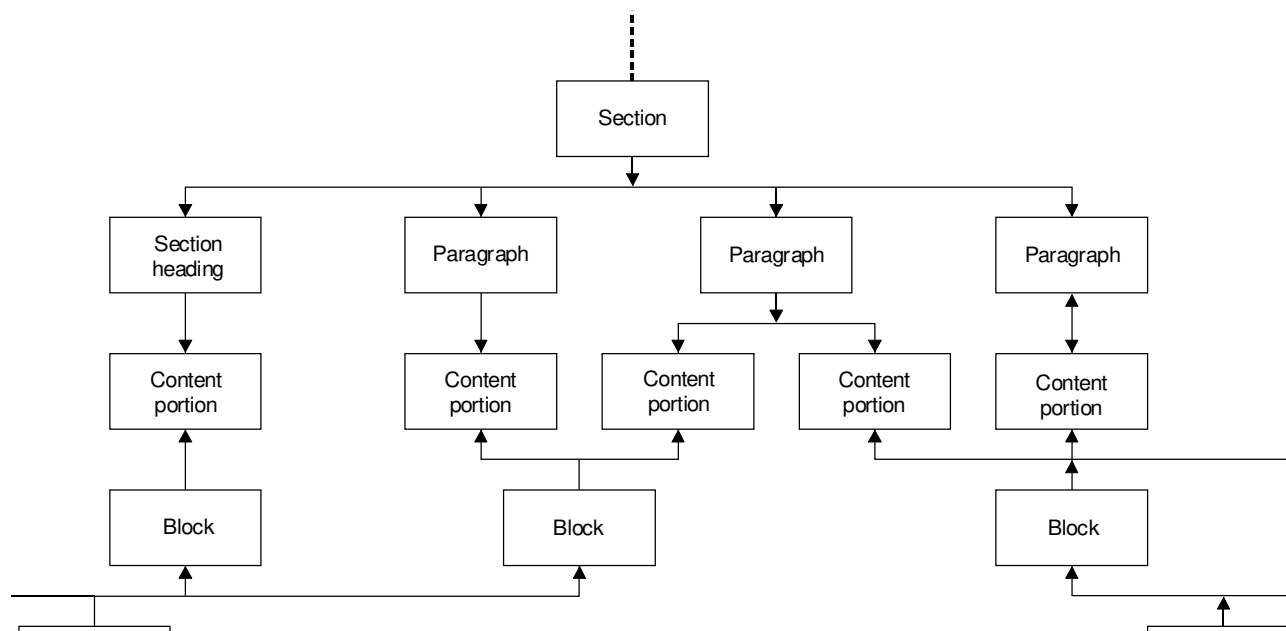 Section
Section
heading
Paragraph
Paragraph
Paragraph
Content
portion
Content
portion
Content
portion
Content
portion
Content
portion
Block
Block
Block